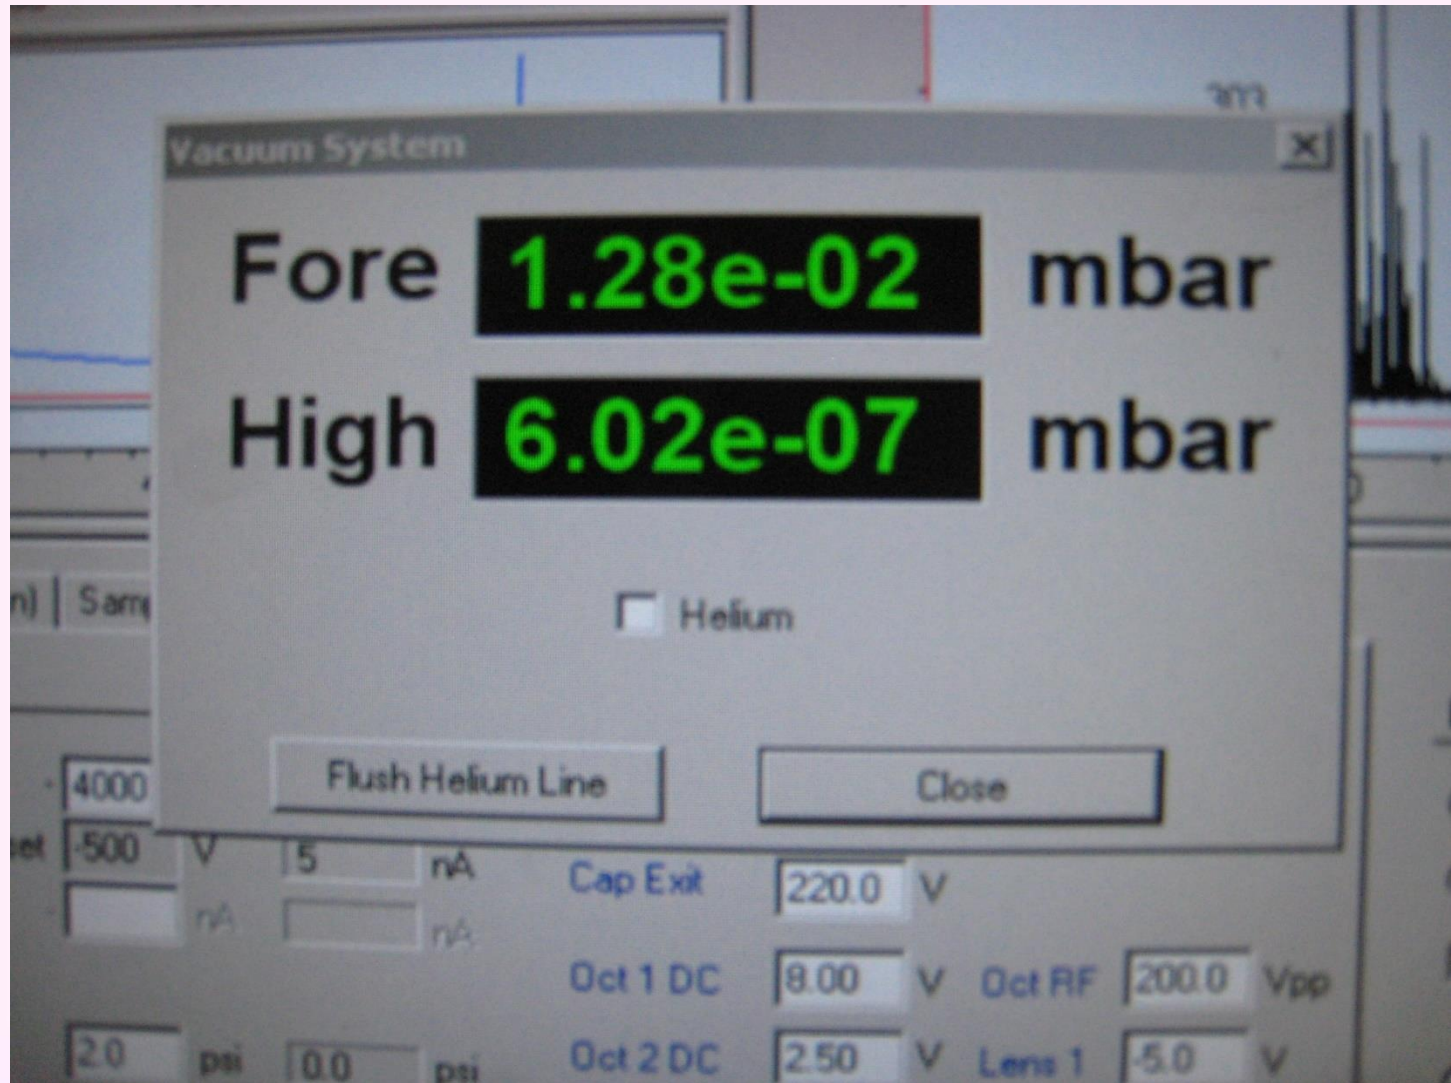 303
Vacuum System
Fore 1.28e-02 mbar
High 6.02e-07 mbar
Helium
Flush Helium Line Close
4000
-500 V 5 nA Cap Exit 220.0 V
nA nA
Oct 1 DC 8.00 V Oct RF 200.0 Vpp
2.0 psi 0.0 psi Oct 2 DC 2.50 V Lens 1 -5.0 V